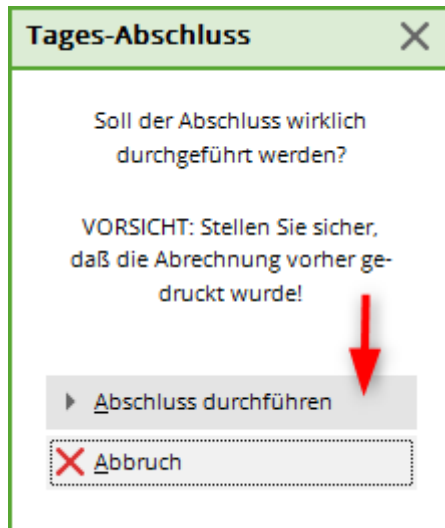 Tages-Abschluss
Soll der Abschluss wirklich
durchgeführt werden?
VORSICHT: Stellen Sie sicher,
daß die Abrechnung vorher ge-
druckt wurde!
Abschluss durchführen
Abbruch